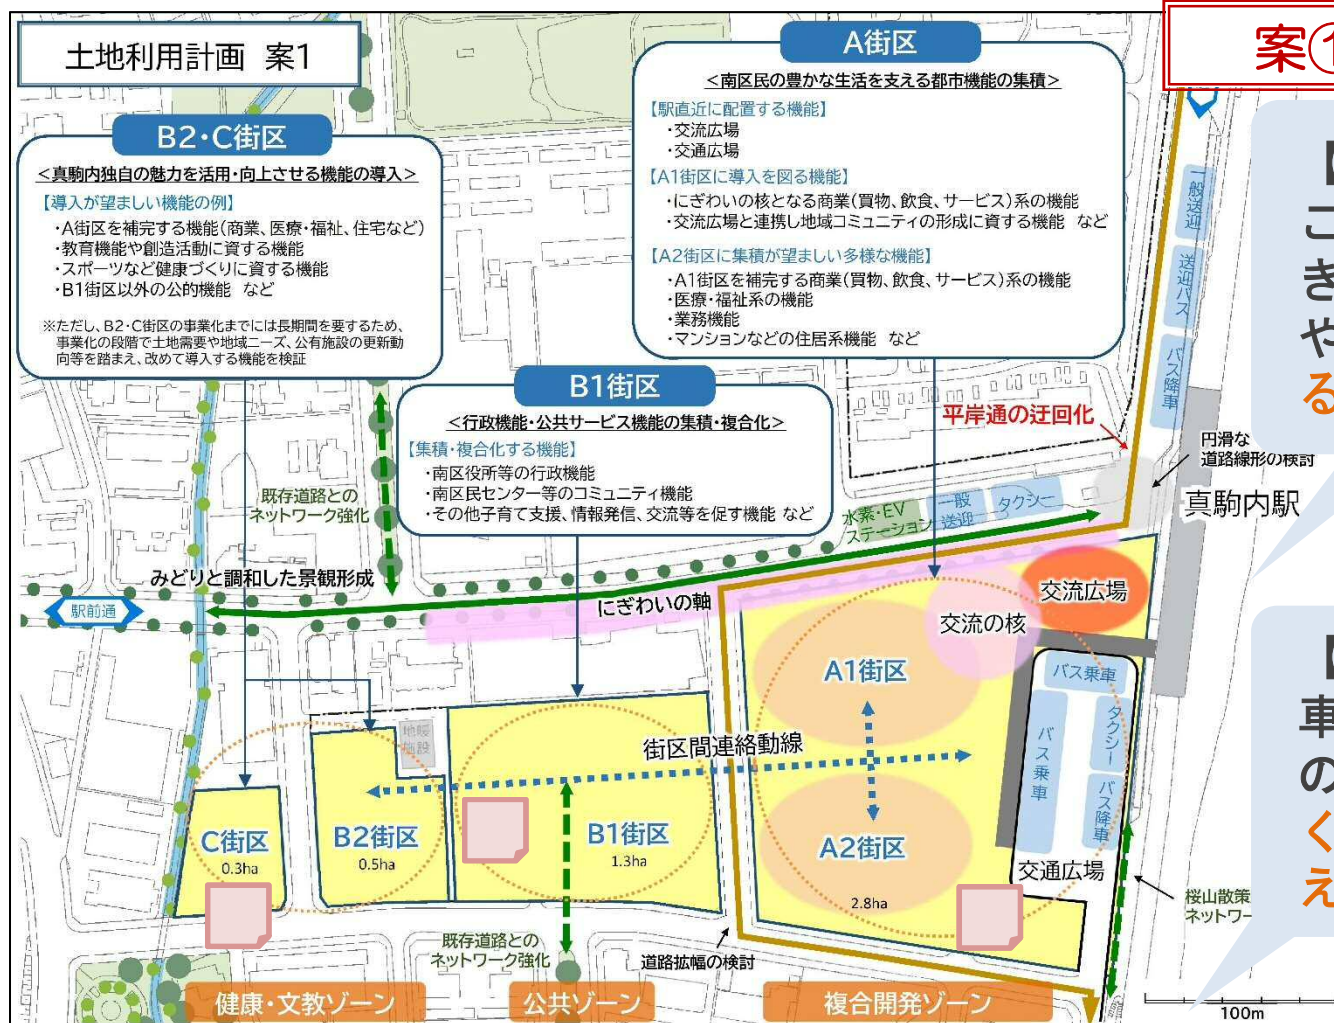 土地利用計画 案1
案①
A街区
<南区民の豊かな生活を支える都市機能の集積>
【駅直近に配置する機能】
・交流広場
・交通広場
【A1街区に導入を図る機能】
・にぎわいの核となる商業(買物、飲食、サービス)系の機能
・交流広場と連携し地域コミュニティの形成に資する機能 など
【A2街区に集積が望ましい多様な機能】
・A1街区を補完する商業(買物、飲食、サービス)系の機能
・医療・福祉系の機能
・業務機能
・マンションなどの住居系機能 など
B2・C街区
<真駒内独自の魅力を活用・向上させる機能の導入>
【導入が望ましい機能の例】
・A街区を補完する機能(商業、医療・福祉、住宅など)
・教育機能や創造活動に資する機能
・スポーツなど健康づくりに資する機能
・B1街区以外の公的機能 など
※ただし、B2・C街区の事業化までには長期間を要するため、
事業化の段階で土地需要や地域ニーズ、公有施設の更新動
向等を踏まえ、改めて導入する機能を検証
B1街区
<行政機能・公共サービス機能の集積・複合化>
【集積・複合化する機能】
・南区役所等の行政機能
・南区民センター等のコミュニティ機能
・その他子育て支援、情報発信、交流等を促す機能 など
一般送迎
送迎バス
バス降車
平岸通の迂回化
円滑な
道路線形の検討
真駒内駅
既存道路との
ネットワーク強化
水素・EV
ステーション
一般
送迎
タクシー
みどりと調和した景観形成
駅前通
にぎわいの軸
交流広場
交流の核
A1街区
バス乗車
タクシー
バス乗車
バス降車
地暖
施設
街区間連絡動線
C街区
0.3ha
B2街区
0.5ha
B1街区
1.3ha
A2街区
2.8ha
交通広場
桜山散策
ネットワー
既存道路との
ネットワーク強化
道路拡幅の検討
健康・文教ゾーン
公共ゾーン
複合開発ゾーン
100m
【
こ
き
や
る
【
車
の
く
え